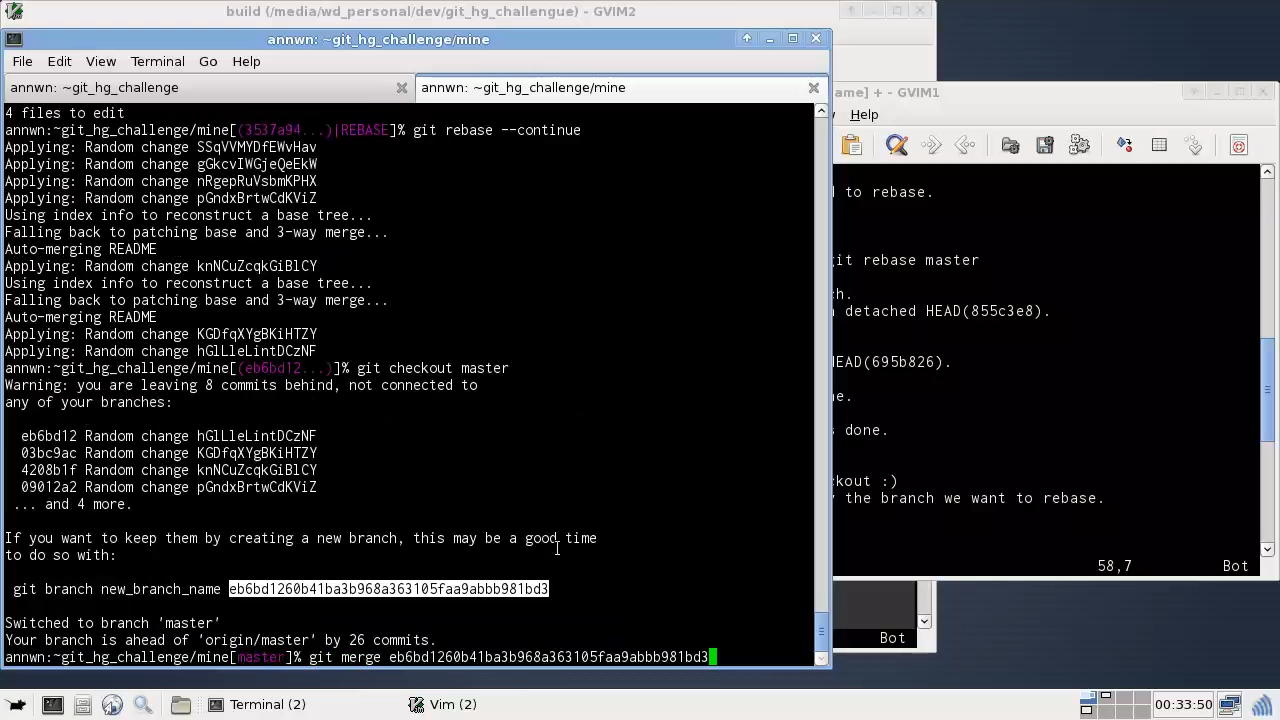 build (/media/wd_personal/dev/git_hg_challengue) - GVIM2
annwn: ~git_hg_challenge/mine
File Edit View Terminal Go Help
annwn: ~git_hg_challenge
annwn: ~git_hg_challenge/mine
4 files to edit
annwn:~git_hg_challenge/mine[(3537a94...)|REBASE]% git rebase --continue
Applying: Random change SSqVVMYDfEWvHav
Applying: Random change gGkcvIWGjeQeEkW
Applying: Random change nRgepRuVsbmKPHX
Applying: Random change pGndxBrtwCdKViZ
Using index info to reconstruct a base tree...
Falling back to patching base and 3-way merge...
Auto-merging README
Applying: Random change knNCuZcqkGiBlCY
Using index info to reconstruct a base tree...
Falling back to patching base and 3-way merge...
Auto-merging README
Applying: Random change KGDfqXYgBKiHTZY
Applying: Random change hGlLleLintDCzNF
annwn:~git_hg_challenge/mine[(eb6bd12...)]% git checkout master
Warning: you are leaving 8 commits behind, not connected to
any of your branches:
eb6bd12 Random change hGlLleLintDCzNF
03bc9ac Random change KGDfqXYgBKiHTZY
4208b1f Random change knNCuZcqkGiBlCY
09012a2 Random change pGndxBrtwCdKViZ
... and 4 more.
If you want to keep them by creating a new branch, this may be a good time
to do so with:
git branch new_branch_name eb6bd1260b41ba3b968a363105faa9abbb981bd3
Switched to branch 'master'
Your branch is ahead of 'origin/master' by 26 commits.
annwn:~git_hg_challenge/mine[master]% git merge eb6bd1260b41ba3b968a363105faa9abbb981bd3
ame] + - GVIM1
Help
d to rebase.
git rebase master
ch.
n detached HEAD(855c3e8).
HEAD(695b826).
ne.
s done.
ckout :)
y the branch we want to rebase.
58,7 Bot
Bot
Terminal (2)
Vim (2)
00:33:50